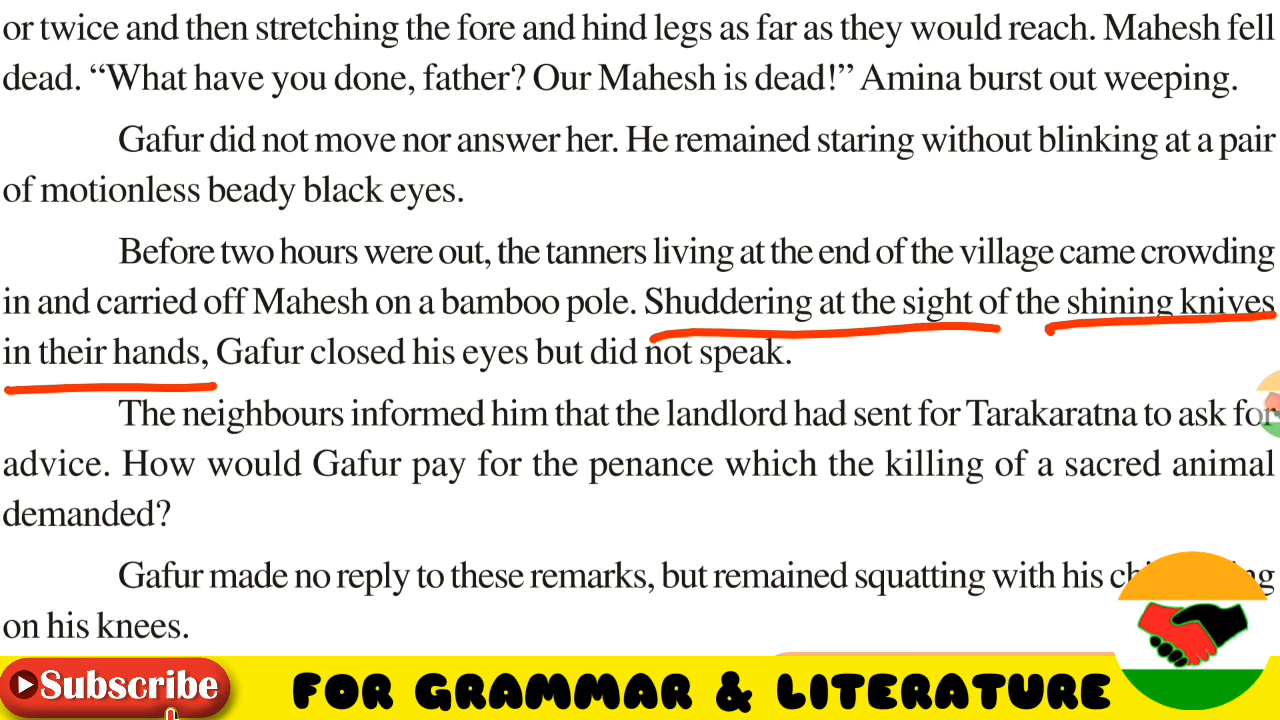 or twice and then stretching the fore and hind legs as far as they would reach. Mahesh fell
dead. “What have you done, father? Our Mahesh is dead!” Amina burst out weeping.
Gafur did not move nor answer her. He remained staring without blinking at a pair
of motionless beady black eyes.
Before two hours were out, the tanners living at the end of the village came crowding
in and carried off Mahesh on a bamboo pole. Shuddering at the sight of the shining knives
in their hands, Gafur closed his eyes but did not speak.
The neighbours informed him that the landlord had sent for Tarakaratna to ask for
advice. How would Gafur pay for the penance which the killing of a sacred animal
demanded?
Gafur made no reply to these remarks, but remained squatting with his
on his knees.
Subscribe
FOR GRAMMAR & LITERATURE